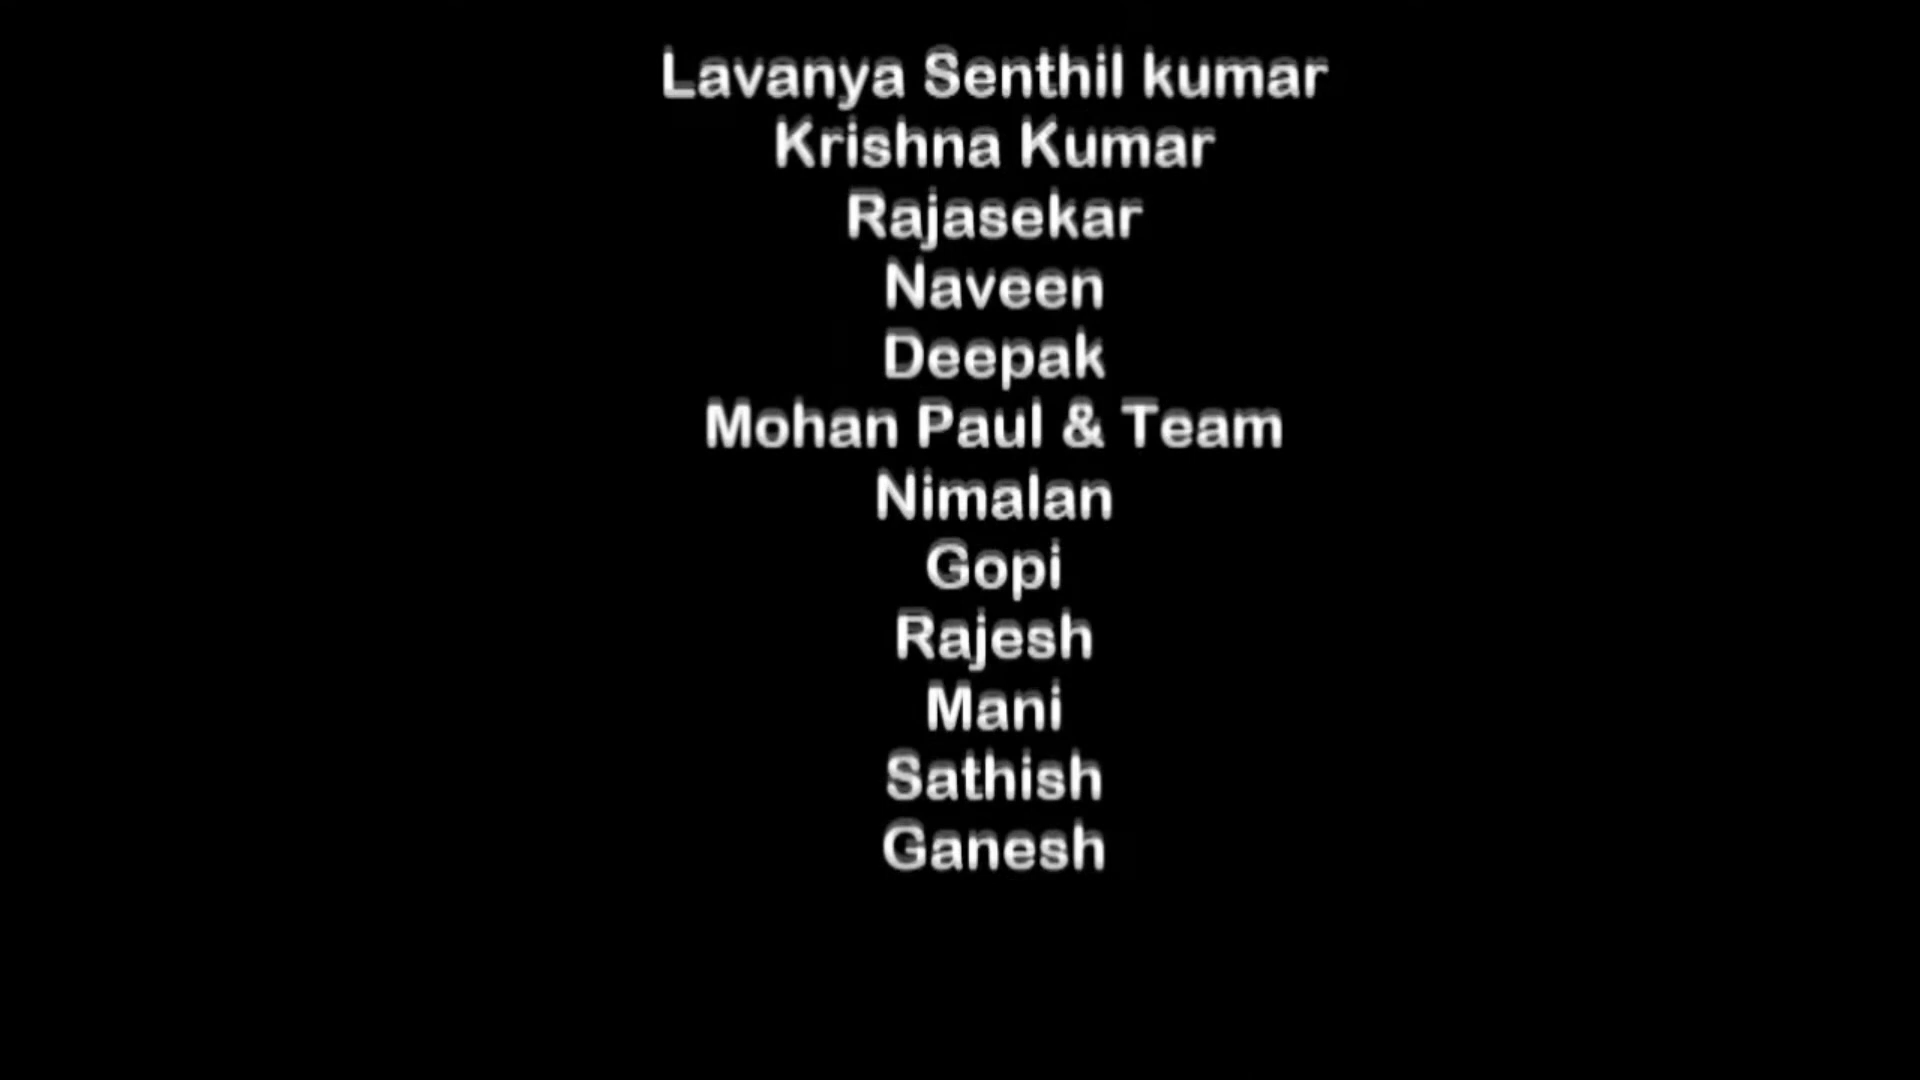 Lavanya Senthil kumar
Krishna Kumar
Rajasekar
Naveen
Deepak
Mohan Paul & Team
Nimalan
Gopi
Rajesh
Mani
Sathish
Ganesh